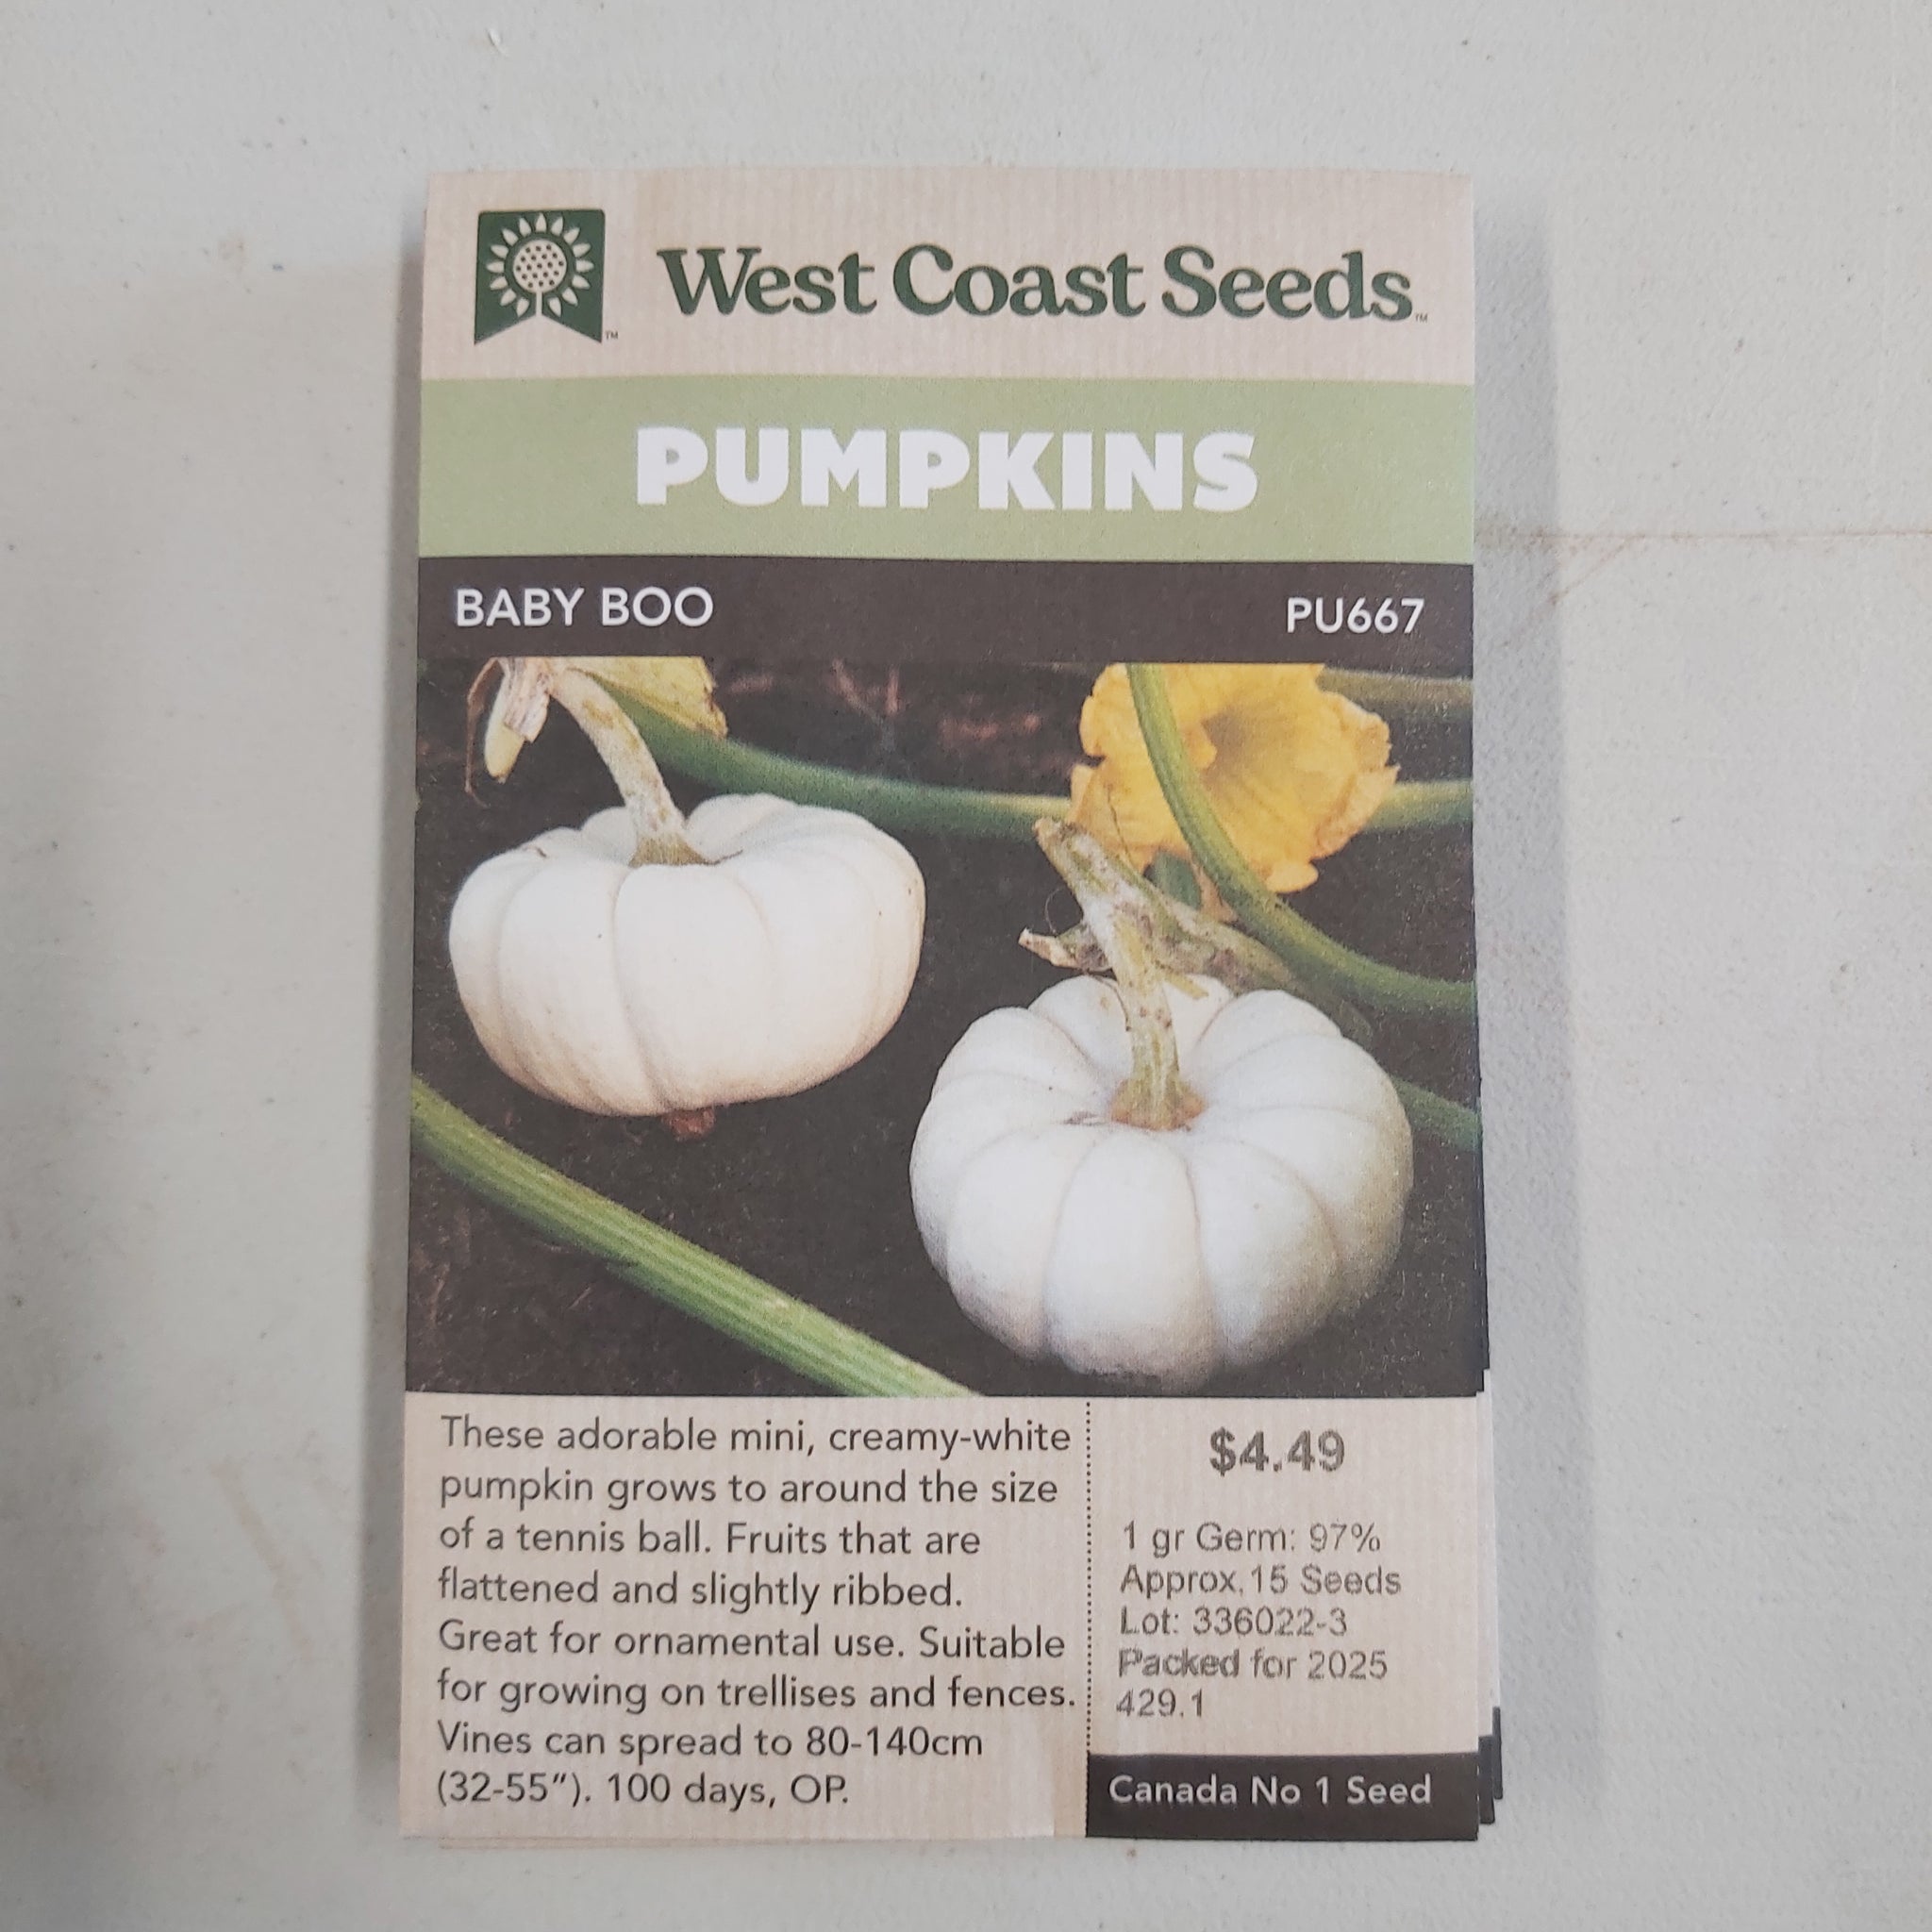 West Coast Seeds™
PUMPKINS
BABY BOO
PU667
These adorable mini, creamy-white
pumpkin grows to around the size
of a tennis ball. Fruits that are
flattened and slightly ribbed.
Great for ornamental use. Suitable
for growing on trellises and fences.
Vines can spread to 80-140cm
(32-55"). 100 days, OP.
$4.49
1 gr Germ: 97%
Approx.15 Seeds
Lot: 336022-3
Packed for 2025
429.1
Canada No 1 Seed